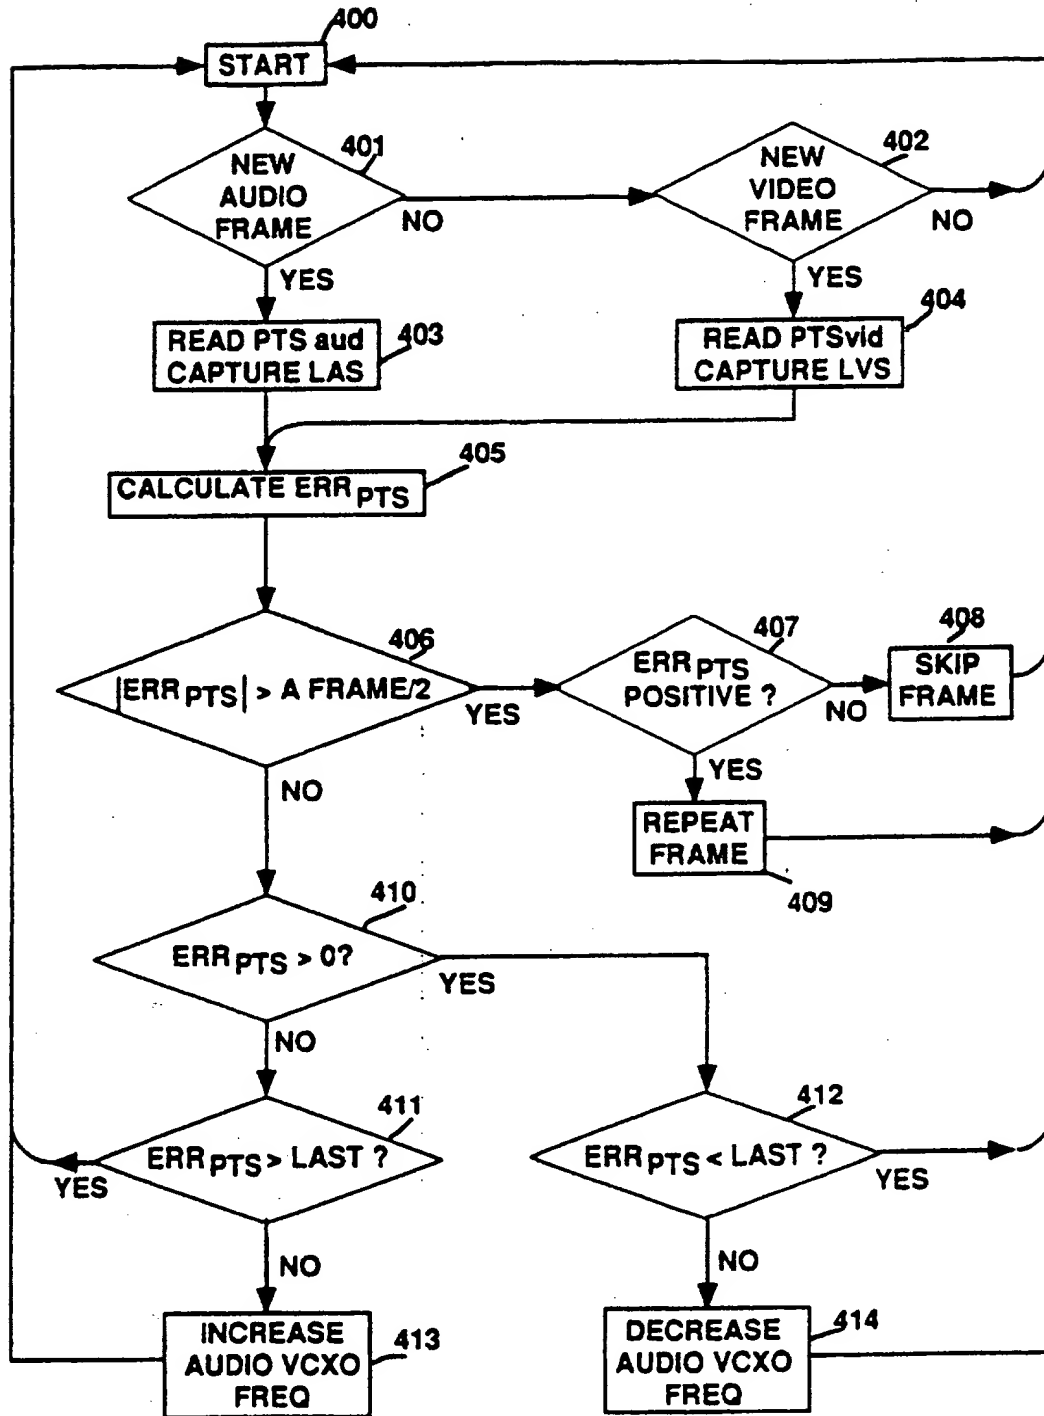 400
START
401
NEW
AUDIO
FRAME
NO
YES
402
NEW
VIDEO
FRAME
NO
YES
READ PTS aud
CAPTURE LAS
403
404
READ PTSvid
CAPTURE LVS
405
CALCULATE ERR PTS
406
|ERR PTS| > A FRAME/2
YES
NO
407
ERR PTS
POSITIVE ?
NO
YES
408
SKIP
FRAME
REPEAT
FRAME
409
410
ERR PTS > 0?
YES
NO
411
ERR PTS > LAST ?
YES
NO
412
ERR PTS < LAST ?
YES
NO
INCREASE
AUDIO VCXO
FREQ
413
DECREASE
AUDIO VCXO
FREQ
414